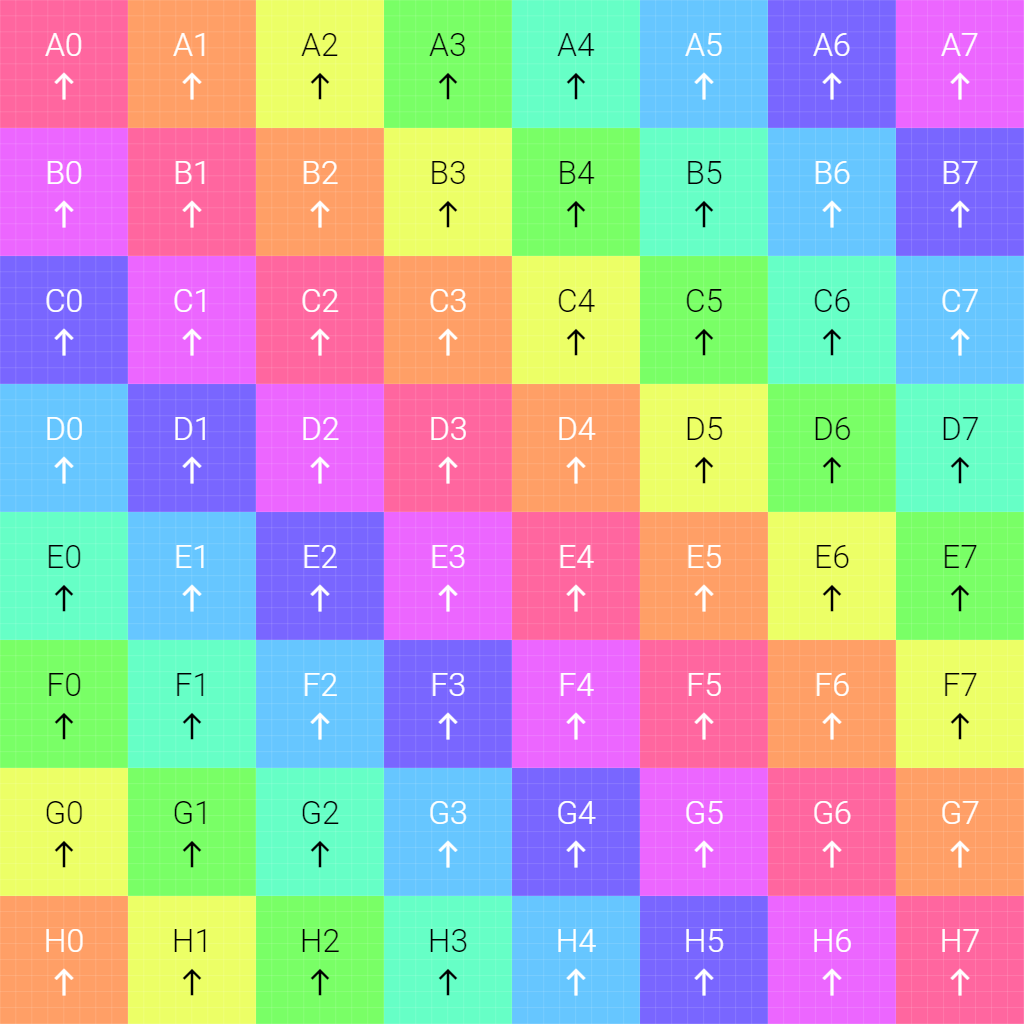 A0 A1 A2 A3 A4 A5 A6 A7
↑ ↑ ↑ ↑ ↑ ↑ ↑ ↑
B0 B1 B2 B3 B4 B5 B6 B7
↑ ↑ ↑ ↑ ↑ ↑ ↑ ↑
C0 C1 C2 C3 C4 C5 C6 C7
↑ ↑ ↑ ↑ ↑ ↑ ↑ ↑
D0 D1 D2 D3 D4 D5 D6 D7
↑ ↑ ↑ ↑ ↑ ↑ ↑ ↑
E0 E1 E2 E3 E4 E5 E6 E7
↑ ↑ ↑ ↑ ↑ ↑ ↑ ↑
F0 F1 F2 F3 F4 F5 F6 F7
↑ ↑ ↑ ↑ ↑ ↑ ↑ ↑
G0 G1 G2 G3 G4 G5 G6 G7
↑ ↑ ↑ ↑ ↑ ↑ ↑ ↑
H0 H1 H2 H3 H4 H5 H6 H7
↑ ↑ ↑ ↑ ↑ ↑ ↑ ↑